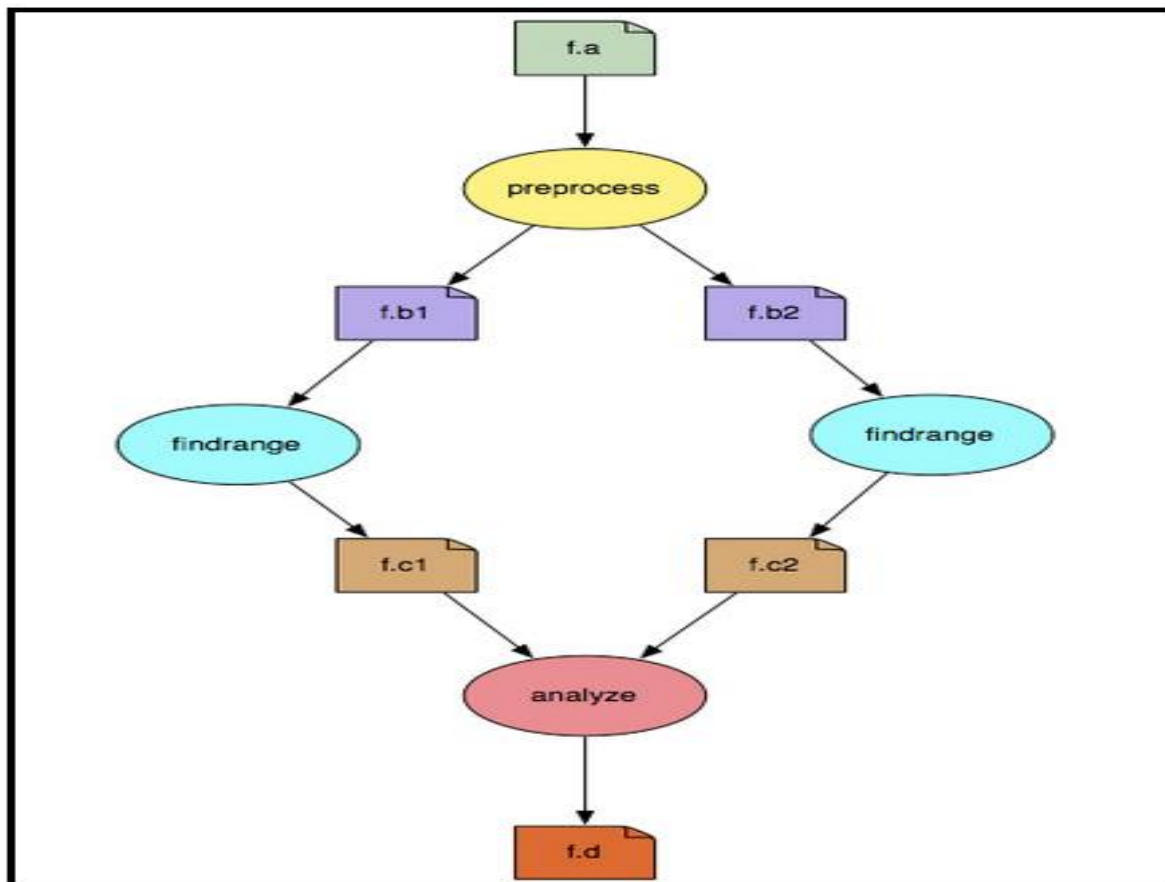 f.a
preprocess
f.b1
f.b2
findrange
findrange
f.c1
f.c2
analyze
f.d